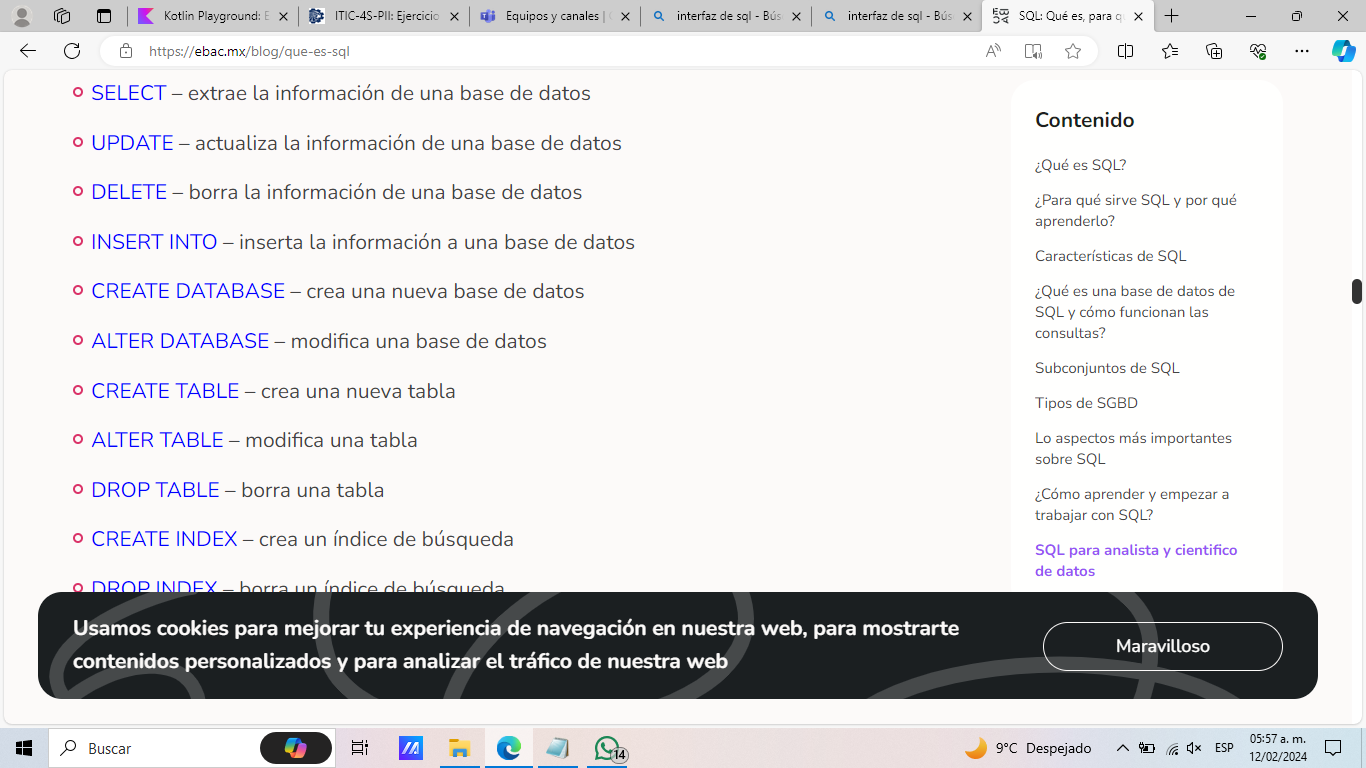 Kotlin Playground: E
ITIC-4S-PII: Ejercicio
Equipos y canales | 
interfaz de sql - Bús
interfaz de sql - Bús
SQL: Qué es, para qu
https://ebac.mx/blog/que-es-sql
SELECT – extrae la información de una base de datos
UPDATE – actualiza la información de una base de datos
DELETE – borra la información de una base de datos
INSERT INTO – inserta la información a una base de datos
CREATE DATABASE – crea una nueva base de datos
ALTER DATABASE – modifica una base de datos
CREATE TABLE – crea una nueva tabla
ALTER TABLE – modifica una tabla
DROP TABLE – borra una tabla
CREATE INDEX – crea un índice de búsqueda
DROP INDEX – borra un índice de búsqueda
Contenido
¿Qué es SQL?
¿Para qué sirve SQL y por qué
aprenderlo?
Características de SQL
¿Qué es una base de datos de
SQL y cómo funcionan las
consultas?
Subconjuntos de SQL
Tipos de SGBD
Lo aspectos más importantes
sobre SQL
¿Cómo aprender y empezar a
trabajar con SQL?
SQL para analista y cientifico
de datos
Usamos cookies para mejorar tu experiencia de navegación en nuestra web, para mostrarte
contenidos personalizados y para analizar el tráfico de nuestra web
Maravilloso
Buscar
14
9°C Despejado
ESP
05:57 a. m.
12/02/2024